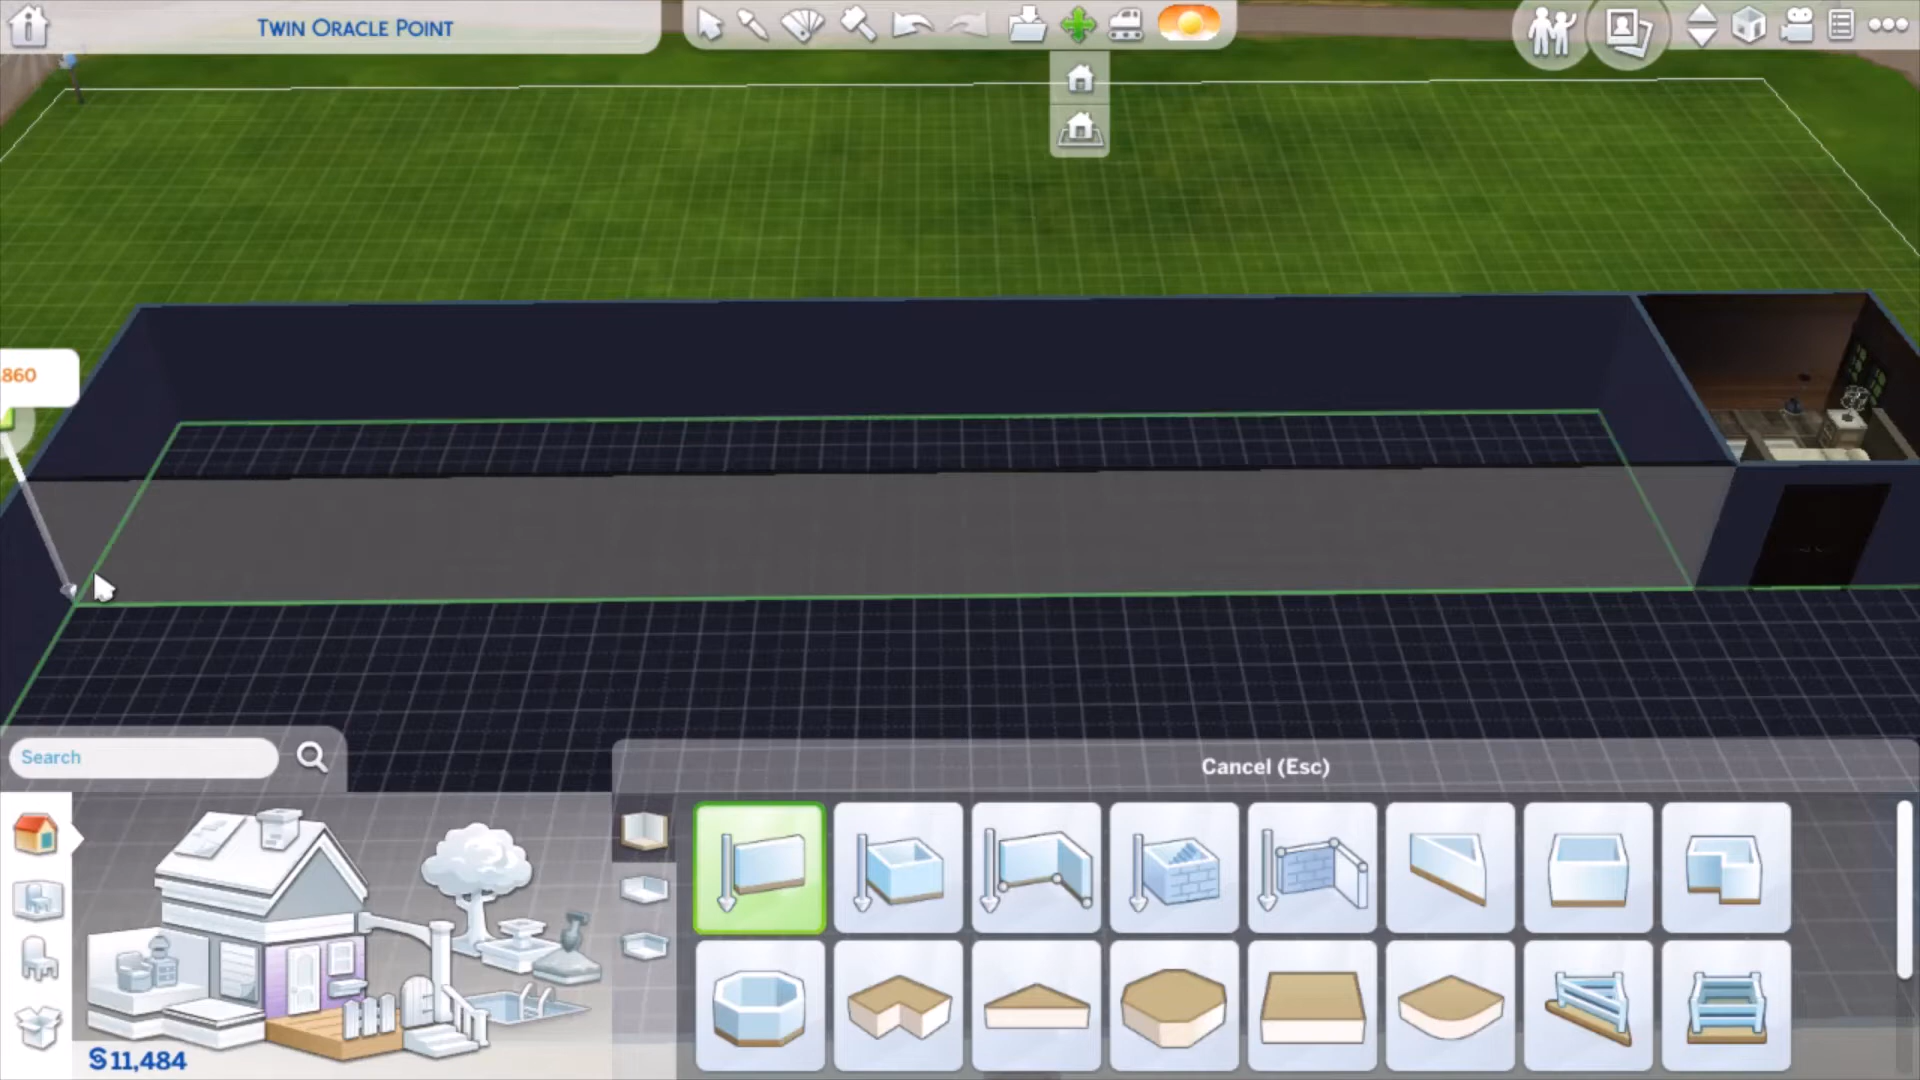 TWIN ORACLE POINT
860
Search
Cancel (Esc)
§11,484